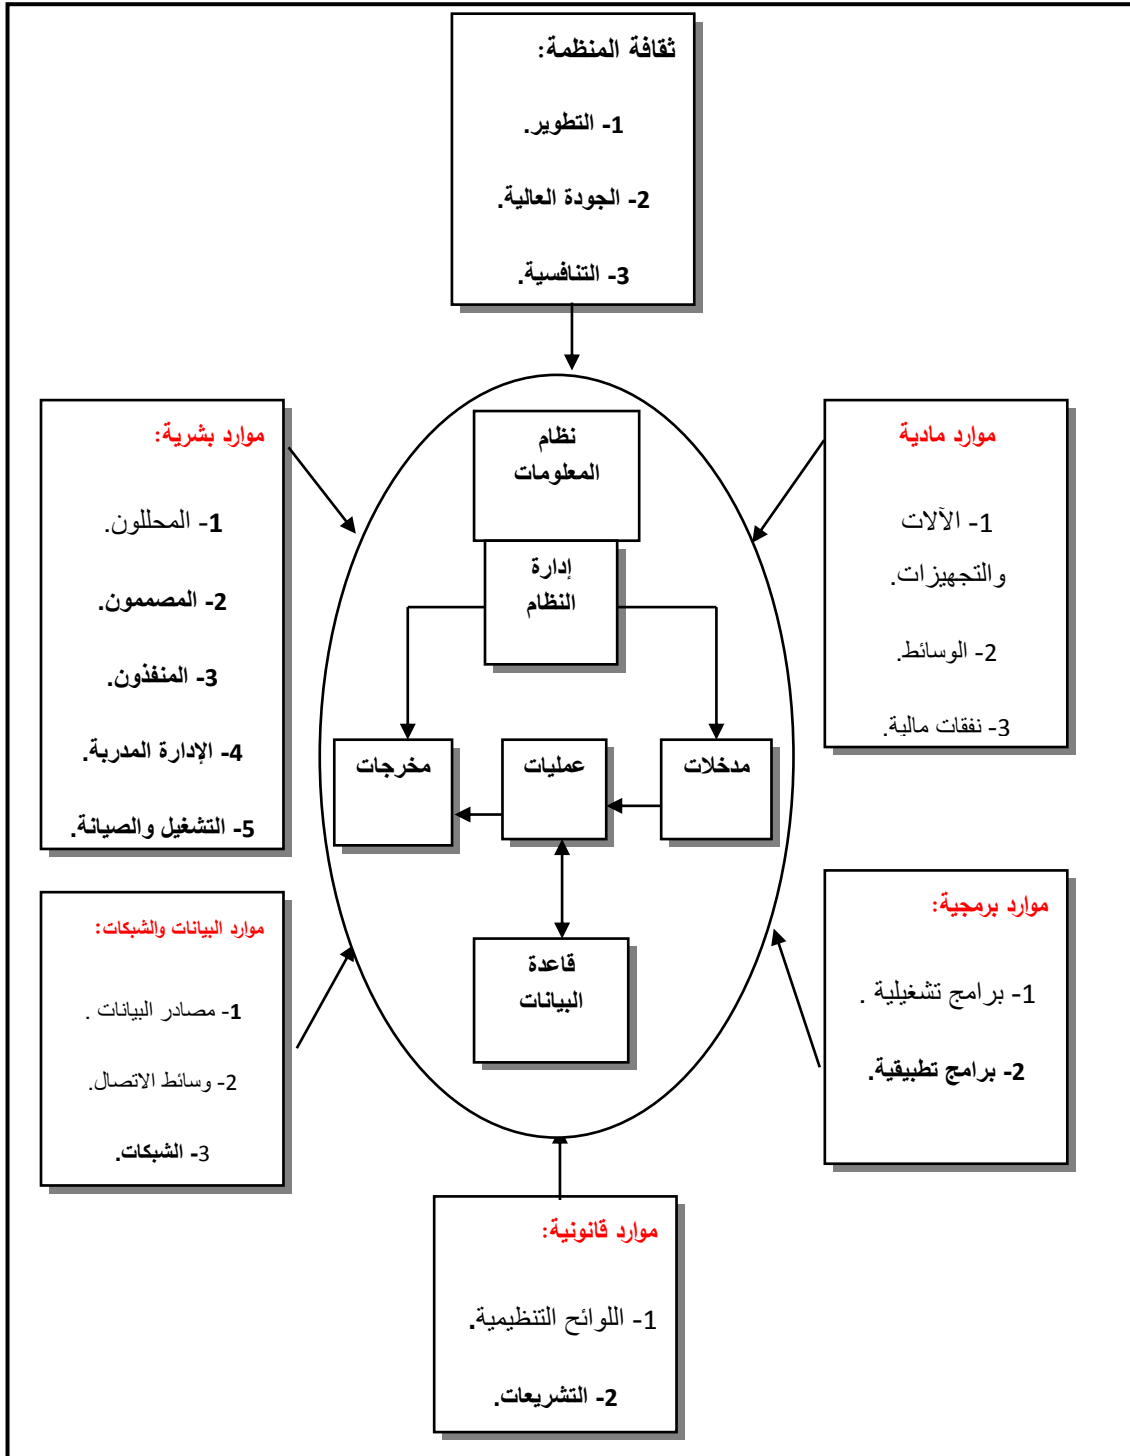 ثقافة المنظمة:
1- التطوير.
2- الجودة العالية.
3- التنافسية.
موارد مادية
1- الآلات
والتجهيزات.
2- الوسائط.
3- نفقات مالية.
نظام
المعلومات
إدارة
النظام
موارد بشرية:
1- المحللون.
2- المصممون.
3- المنفذون.
4- الإدارة المدربة.
5- التشغيل والصيانة.
مدخلات
عمليات
مخرجات
قاعدة
البيانات
موارد برمجية:
1- برامج تشغيلية .
2- برامج تطبيقية.
موارد البيانات والشبكات:
1- مصادر البيانات .
2- وسائط الاتصال.
3- الشبكات.
موارد قانونية:
1- اللوائح التنظيمية.
2- التشريعات.